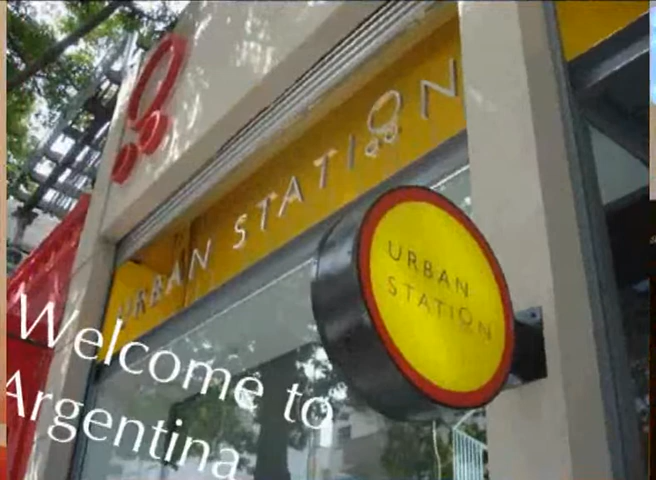 URBAN STATION
URBAN
STATION
Welcome to
Argentina